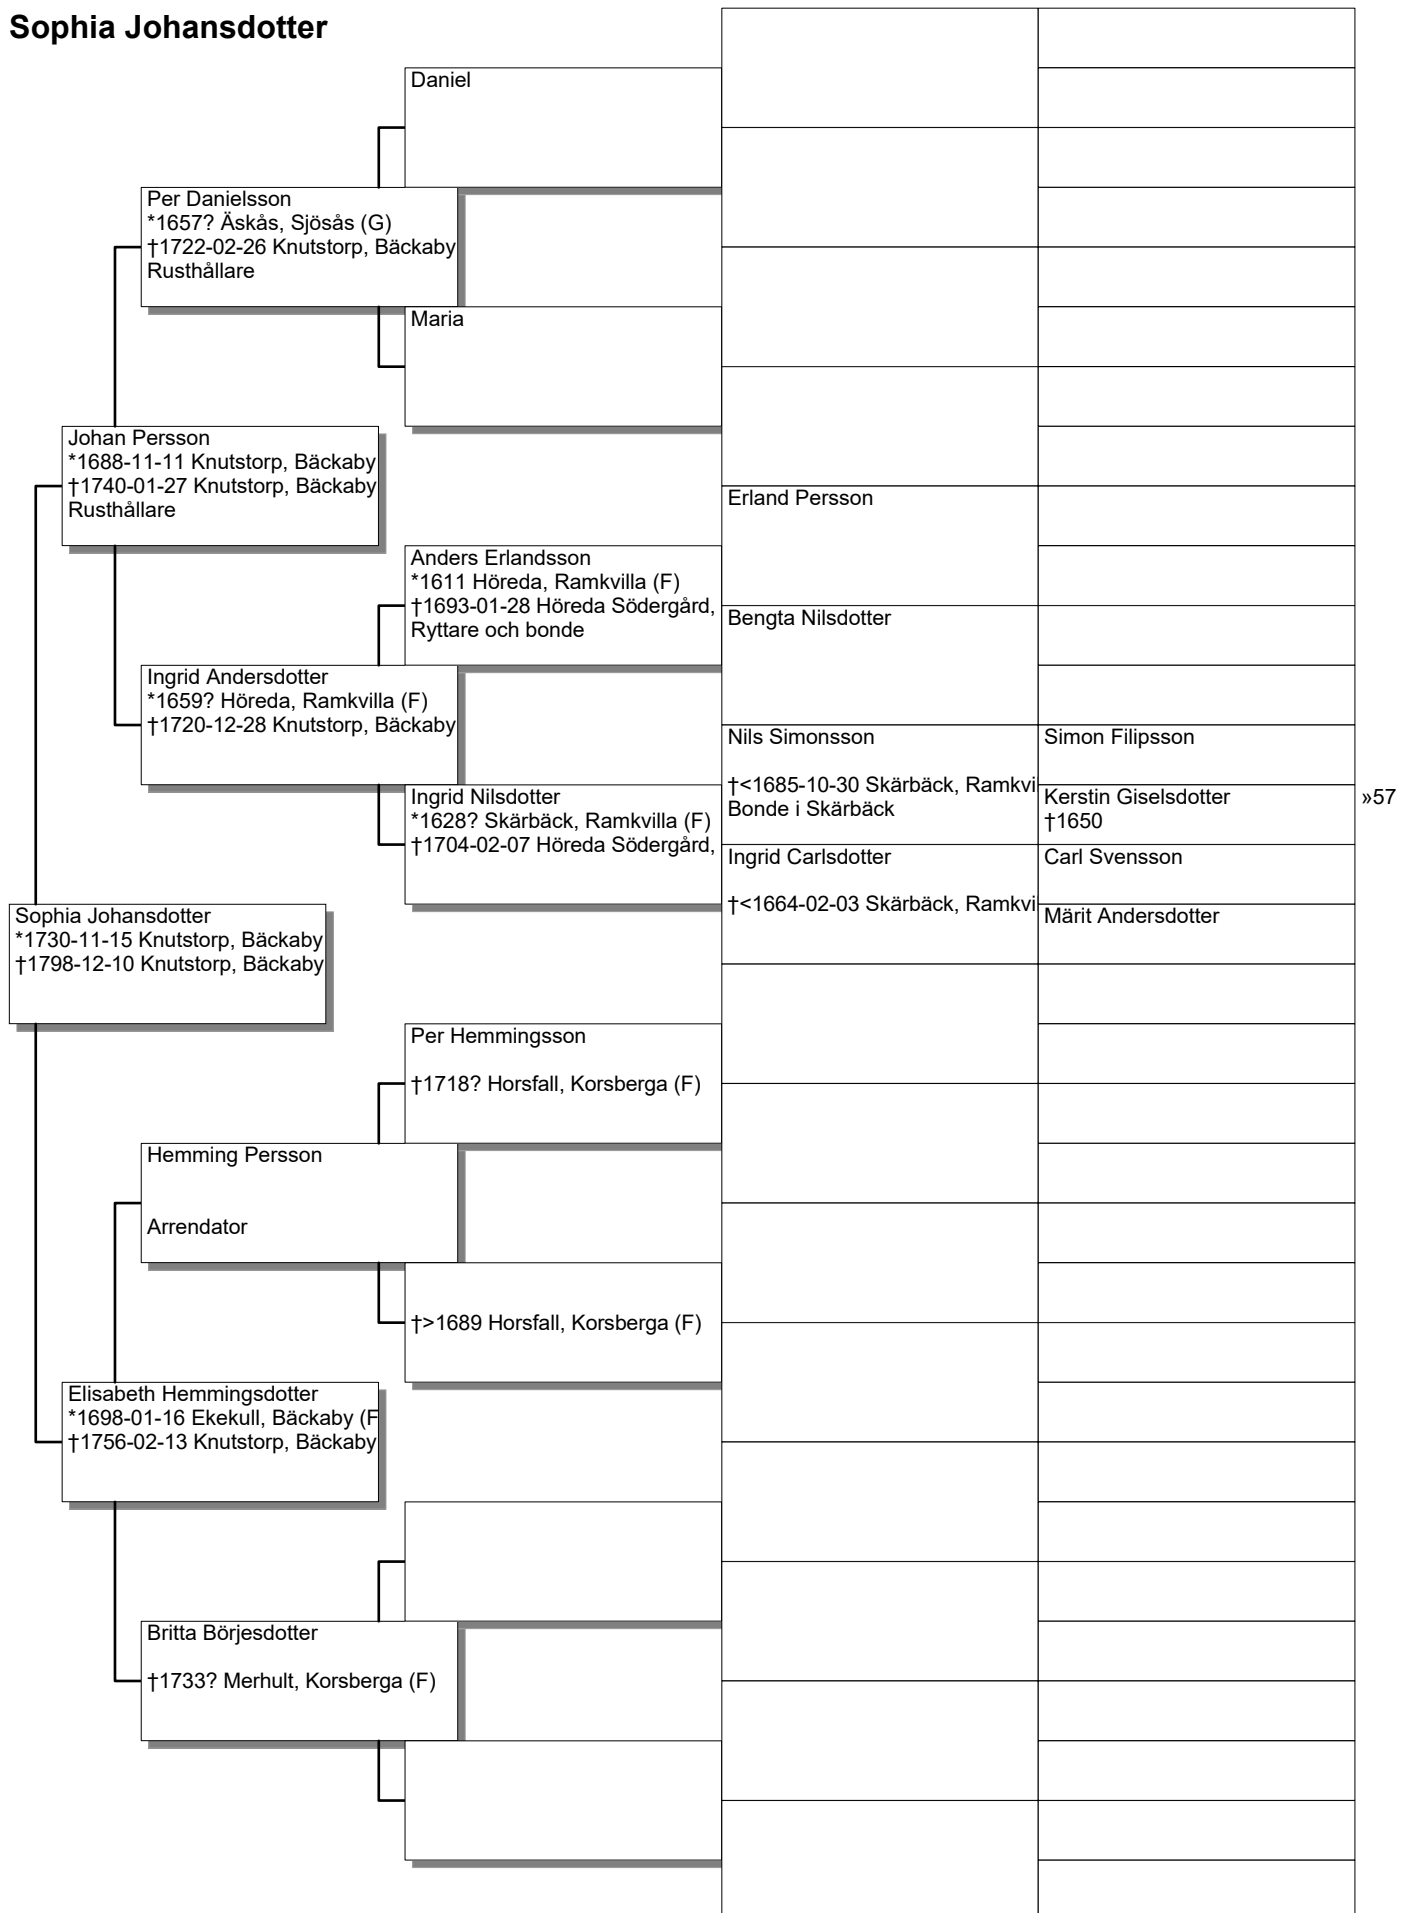 Sophia Johansdotter
Daniel
Per Danielsson
*1657? Äskås, Sjösås (G)
†1722-02-26 Knutstorp, Bäckaby
Rusthållare
Maria
Johan Persson
*1688-11-11 Knutstorp, Bäckaby
†1740-01-27 Knutstorp, Bäckaby
Rusthållare
Erland Persson
Anders Erlandsson
*1611 Höreda, Ramkvilla (F)
†1693-01-28 Höreda Södergård,
Ryttare och bonde
Bengta Nilsdotter
Ingrid Andersdotter
*1659? Höreda, Ramkvilla (F)
†1720-12-28 Knutstorp, Bäckaby
Nils Simonsson
†<1685-10-30 Skärbäck, Ramkvi
Bonde i Skärbäck
Simon Filipsson
Ingrid Nilsdotter
*1628? Skärbäck, Ramkvilla (F)
†1704-02-07 Höreda Södergård,
Kerstin Giselsdotter
†1650
»57
Ingrid Carlsdotter
†<1664-02-03 Skärbäck, Ramkvi
Carl Svensson
Märit Andersdotter
Sophia Johansdotter
*1730-11-15 Knutstorp, Bäckaby
†1798-12-10 Knutstorp, Bäckaby
Per Hemmingsson
†1718? Horsfall, Korsberga (F)
Hemming Persson
Arrendator
†>1689 Horsfall, Korsberga (F)
Elisabeth Hemmingsdotter
*1698-01-16 Ekekull, Bäckaby (F
†1756-02-13 Knutstorp, Bäckaby
Britta Börjesdotter
†1733? Merhult, Korsberga (F)